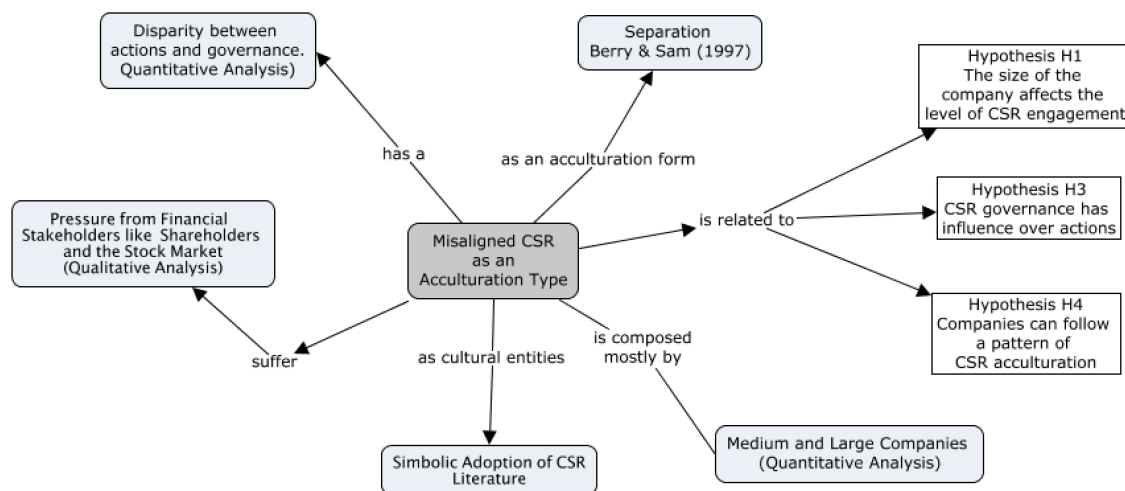 Disparity between
actions and governance.
Quantitative Analysis)
Separation
Berry & Sam (1997)
Hypothesis H1
The size of the
company affects the
level of CSR engagement
has a
as an acculturation form
Pressure from Financial
Stakeholders like Shareholders
and the Stock Market
(Qualitative Analysis)
Misaligned CSR
as an
Acculturation Type
is related to
Hypothesis H3
CSR governance has
influence over actions
Hypothesis H4
Companies can follow
a pattern of
CSR acculturation
suffer
as cultural entities
is composed
mostly by
Simbolic Adoption of CSR
Literature
Medium and Large Companies
(Quantitative Analysis)